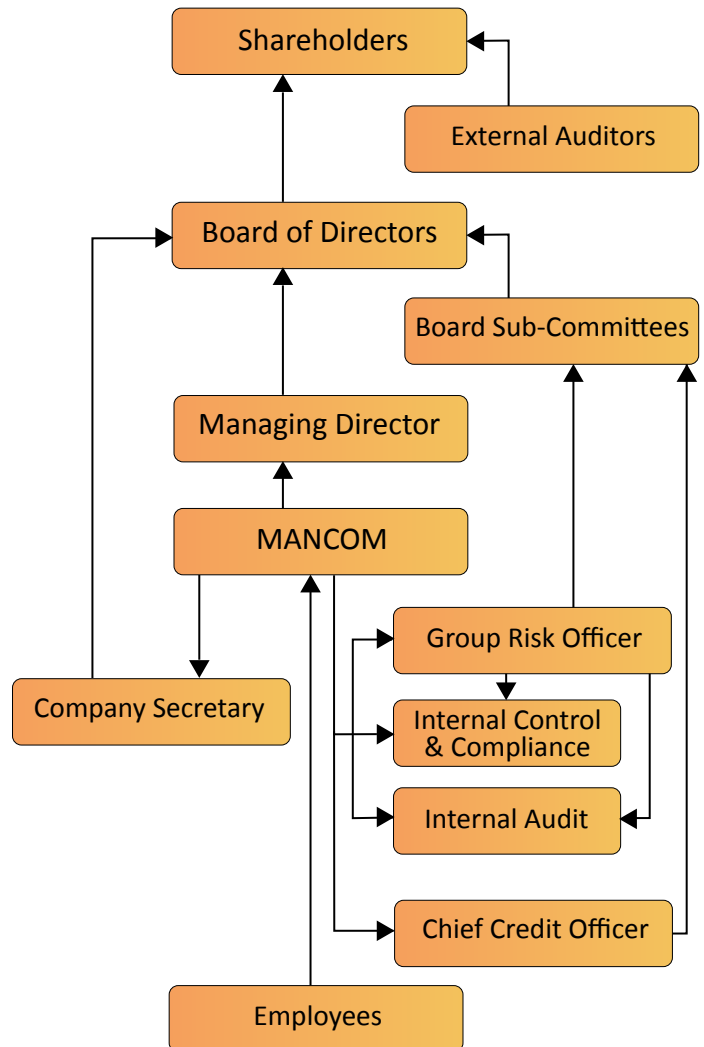 Shareholders
External Auditors
Board of Directors
Board Sub-Committees
Managing Director
MANCOM
Group Risk Officer
Company Secretary
Internal Control
& Compliance
Internal Audit
Chief Credit Officer
Employees